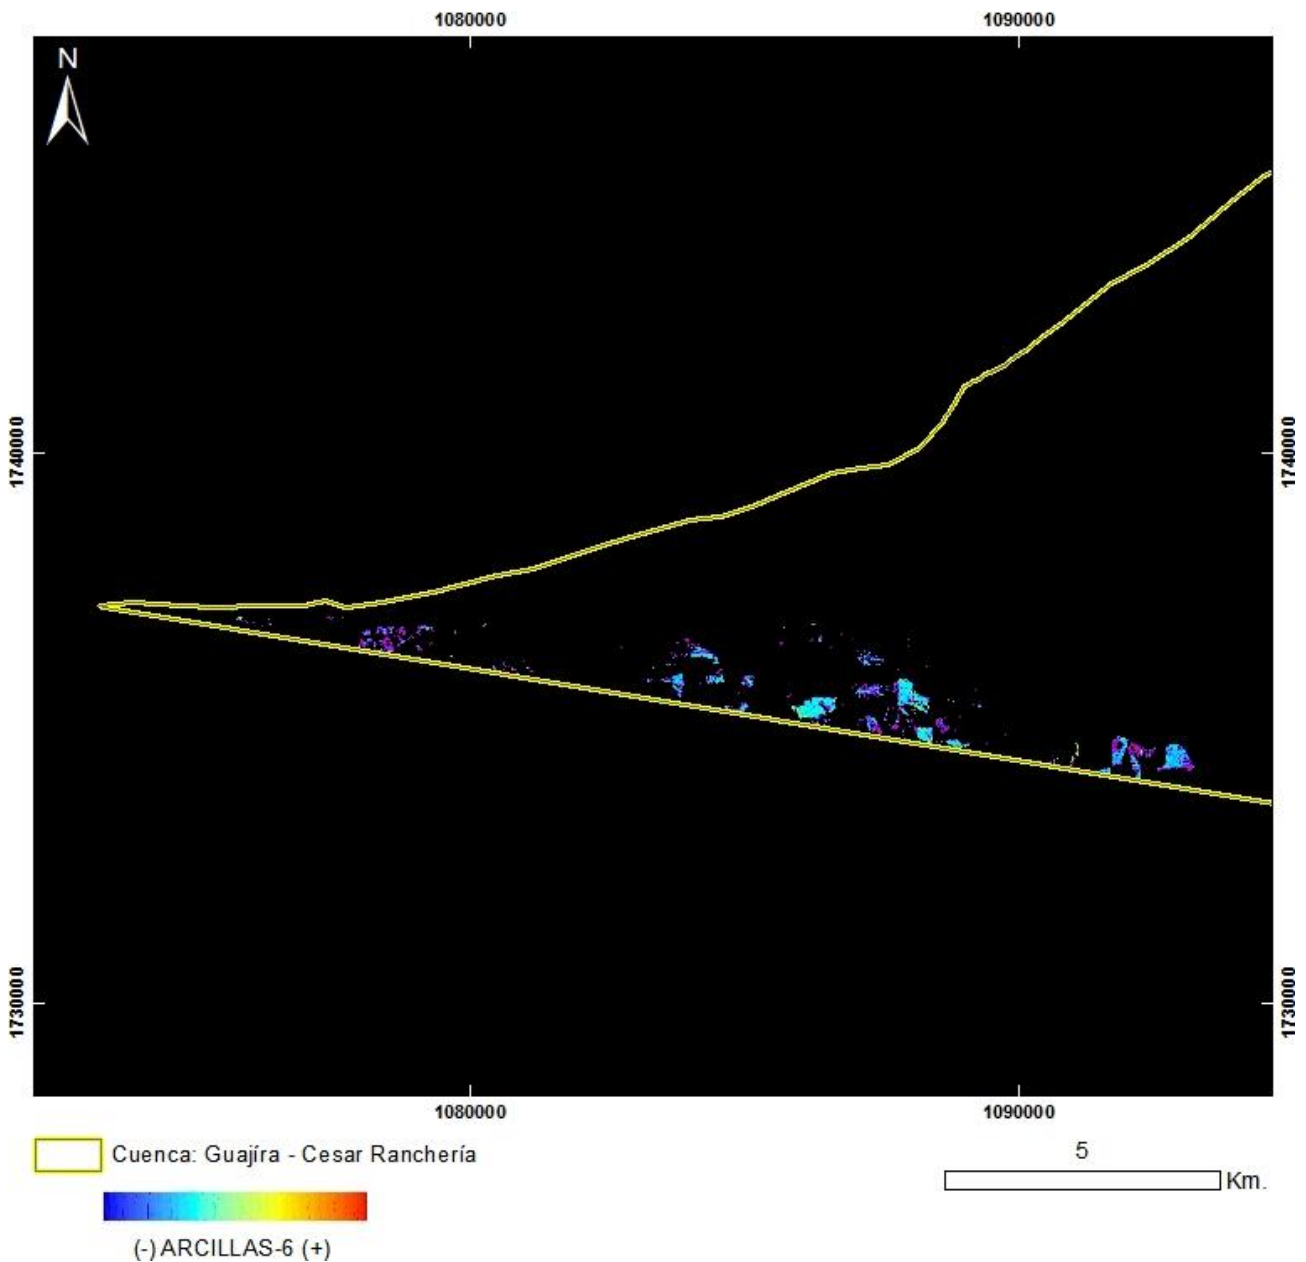 1080000 1090000
N
1740000 1740000
1730000 1730000
1080000 1090000
Cuenca: Guajíra - Cesar Ranchería
5
Km.
(-) ARCILLAS-6 (+)